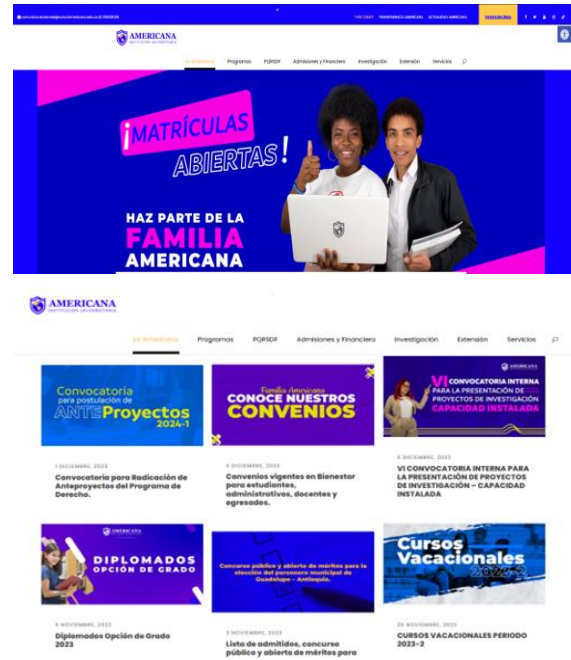 AMERICANA
INSTITUCIÓN UNIVERSITARIA
La Americana Programas PQRSDF Admisiones y Financiero Investigación Extensión Servicios
¡MATRÍCULAS
ABIERTAS!
HAZ PARTE DE LA
FAMILIA
AMERICANA
AMERICANA
INSTITUCIÓN UNIVERSITARIA
La Americana Programas PQRSDF Admisiones y Financiero Investigación Extensión Servicios
Convocatoria
para postulación de
ANTEProyectos
2024-1
Familia Americana
CONOCE NUESTROS
CONVENIOS
AMERICANA
VI CONVOCATORIA INTERNA
PARA LA PRESENTACIÓN DE
PROYECTOS DE INVESTIGACIÓN
CAPACIDAD INSTALADA
1 DICIEMBRE, 2023
Convocatoria para Radicación de
Anteproyectos del Programa de
Derecho.
Convenios vigentes en Bienestar
para estudiantes,
administrativos, docentes y
egresados.
VI CONVOCATORIA INTERNA PARA
LA PRESENTACIÓN DE PROYECTOS
DE INVESTIGACIÓN – CAPACIDAD
INSTALADA
AMERICANA
DIPLOMADOS
OPCIÓN DE GRADO
Concurso público y abierto de méritos para la
elección del personero municipal de
Guadalupe - Antioquia.
Cursos
Vacacionales
2023-2
Diplomados Opción de Grado
2023
Lista de admitidos, concurso
público y abierto de méritos para
CURSOS VACACIONALES PERIODO
2023-2